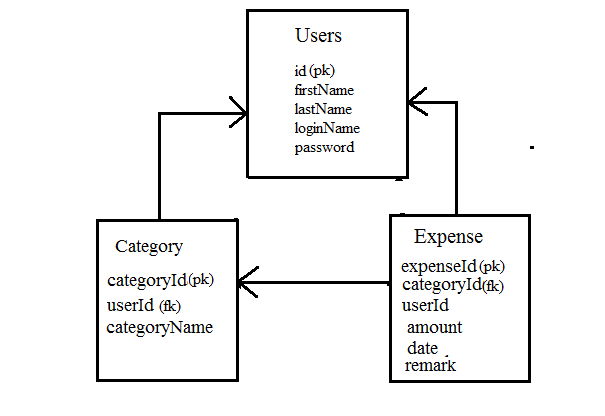 Users
id (pk)
firstName
lastName
loginName
password
Category
categoryId(pk)
userId (fk)
categoryName
Expense
expenseId(pk)
categoryId(fk)
userId
amount
date
remark